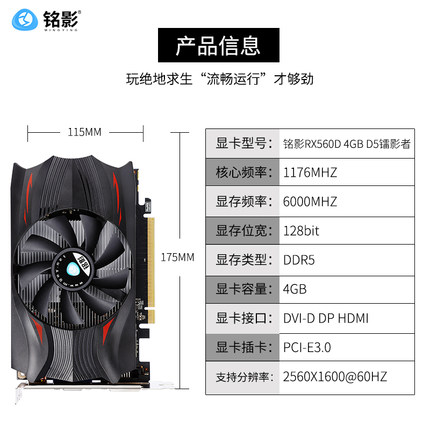 铭影®
MINGYING
产品信息
玩绝地求生“流畅运行”才够劲
115MM
175MM
铭影
显卡型号: 铭影RX560D 4GB D5镭影者
核心频率: 1176MHZ
显存频率: 6000MHZ
显存位宽: 128bit
显存类型: DDR5
显卡容量: 4GB
显卡接口: DVI-D DP HDMI
显卡插卡: PCI-E3.0
支持分辨率: 2560X1600@60HZ